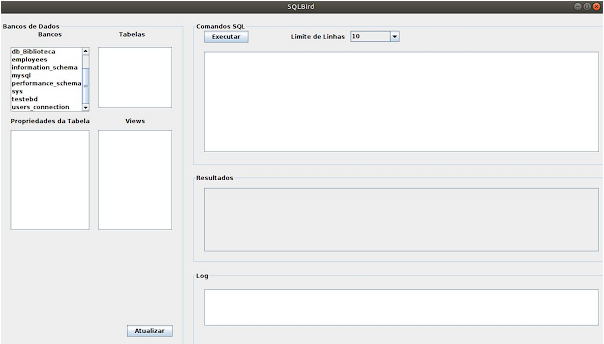 SQLBird
Bancos de Dados
Bancos
Tabelas
db_Biblioteca
employees
information_schema
mysql
performance_schema
sys
testebd
users_connection
Propriedades da Tabela
Views
Atualizar
Comandos SQL
Executar
Limite de Linhas
10
Resultados
Log